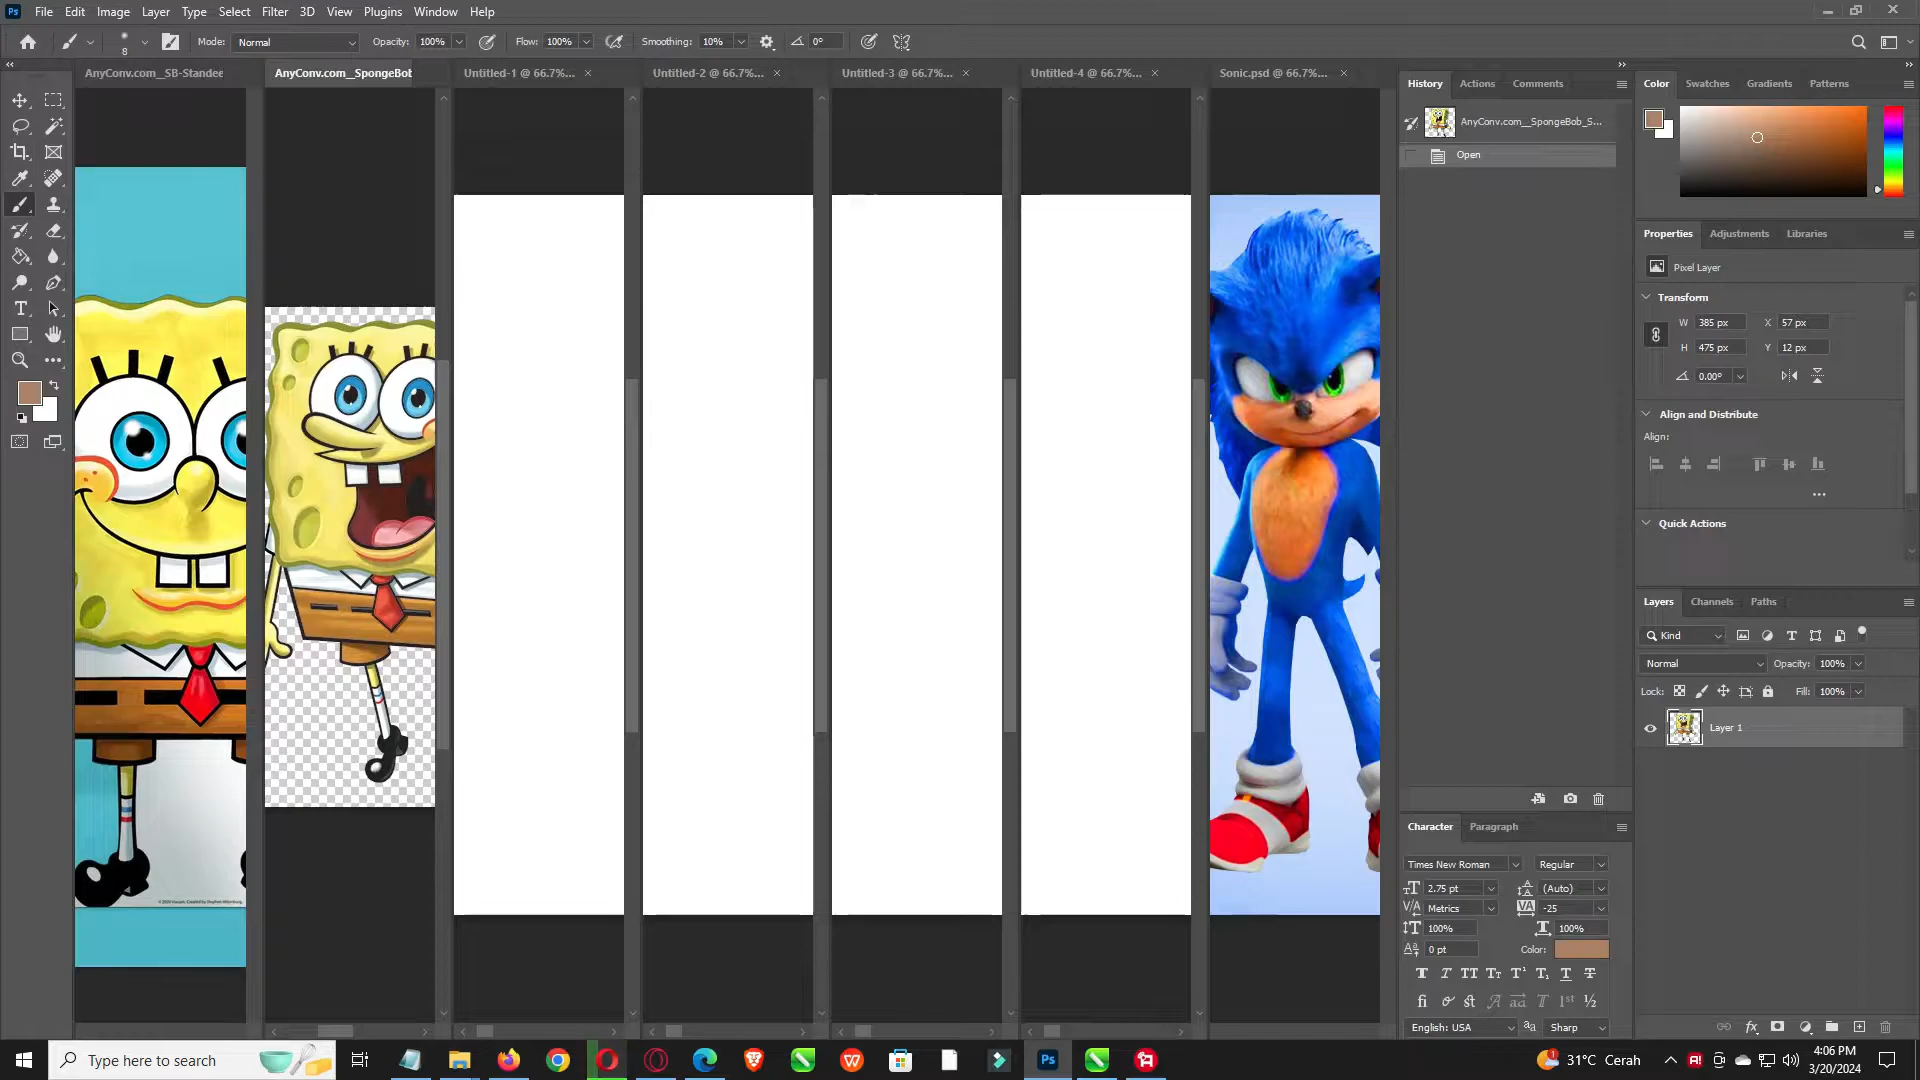 Ps File Edit Image Layer Type Select Filter 3D View Plugins Window Help
8 Mode: Normal Opacity: 100% Flow: 100% Smoothing: 10% 0°
AnyConv.com__SB-Standee AnyConv.com__SpongeBob Untitled-1 @ 66.7%... Untitled-2 @ 66.7%... Untitled-3 @ 66.7%... Untitled-4 @ 66.7%... Sonic.psd @ 66.7%...
History Actions Comments
AnyConv.com__SpongeBob_S...
Open
Color Swatches Gradients Patterns
Properties Adjustments Libraries
Pixel Layer
Transform
W 385 px X 57 px
H 475 px Y 12 px
0.00°
Align and Distribute
Align:
Quick Actions
Layers Channels Paths
Kind
Normal Opacity: 100%
Lock: Fill: 100%
Layer 1
Character Paragraph
Times New Roman Regular
2.75 pt (Auto)
Metrics -25
100% 100%
0 pt Color:
English: USA Sharp
Type here to search
31°C Cerah
4:06 PM
3/20/2024